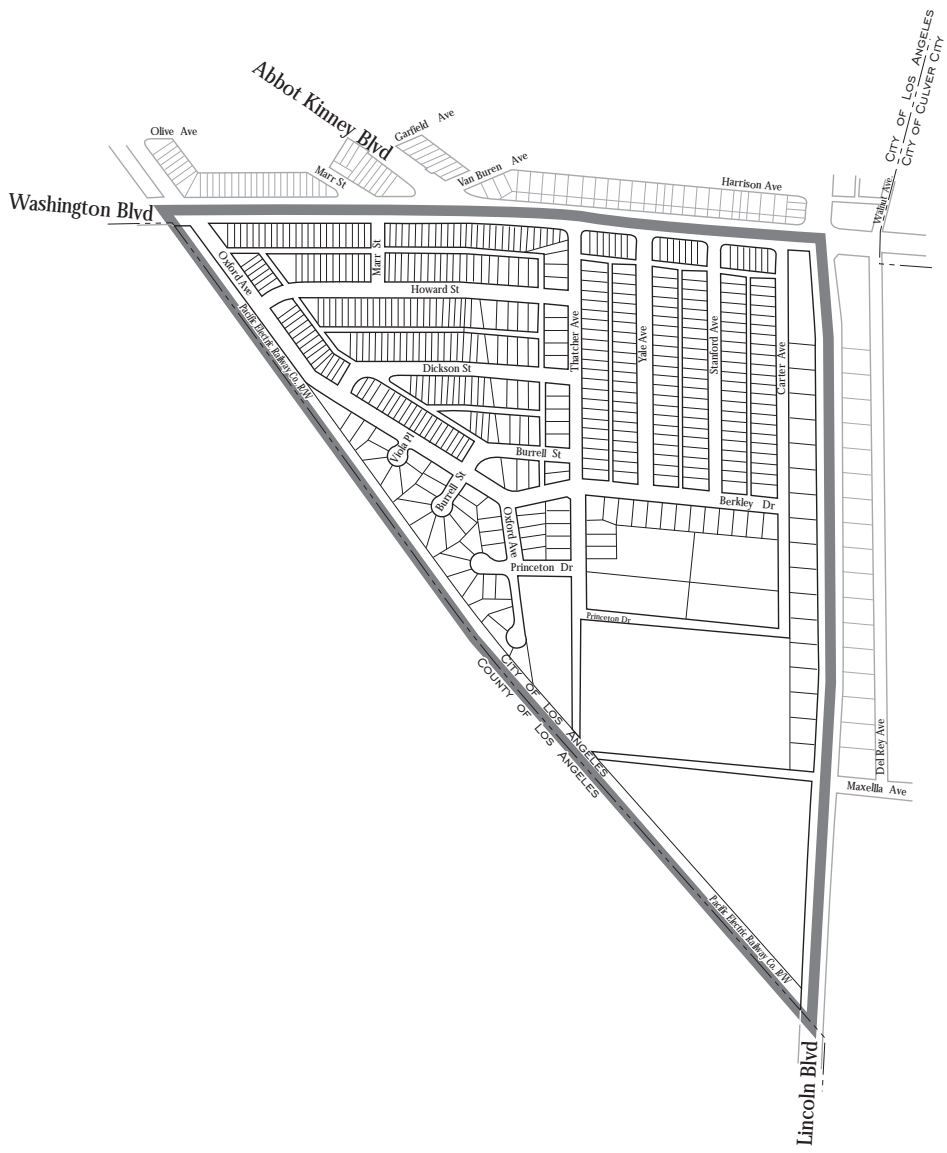 CITY OF LOS ANGELES
CITY OF CULVER CITY
Abbot Kinney Blvd
Garfield Ave
Olive Ave
Van Buren Ave
Marr St
Harrison Ave
Walnut Ave
Washington Blvd
Marr St
Oxford Ave
Howard St
Pacific Electric Railway Co. R/W
Thatcher Ave
Yale Ave
Stanford Ave
Carter Ave
Dickson St
Viola Pl
Burrell St
Burrell St
Berkley Dr
Oxford Ave
Princeton Dr
Princeton Dr
CITY OF LOS ANGELES
COUNTY OF LOS ANGELES
Del Rey Ave
Maxellla Ave
Pacific Electric Railway Co. R/W
Lincoln Blvd